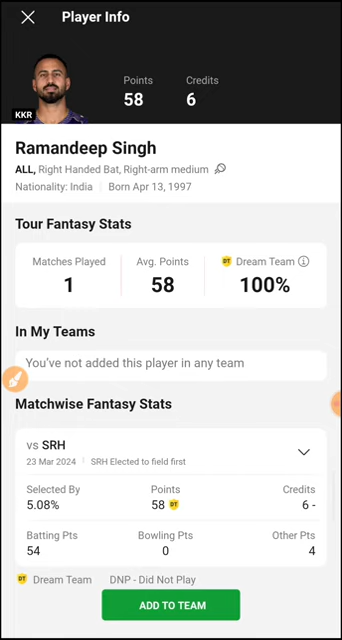 Player Info
Points Credits
58 6
KKR
Ramandeep Singh
ALL, Right Handed Bat, Right-arm medium
Nationality: India Born Apr 13, 1997
Tour Fantasy Stats
Matches Played Avg. Points DT Dream Team
1 58 100%
In My Teams
You've not added this player in any team
Matchwise Fantasy Stats
vs SRH
23 Mar 2024 SRH Elected to field first
Selected By Points Credits
5.08% 58 DT 6 -
Batting Pts Bowling Pts Other Pts
54 0 4
DT Dream Team DNP - Did Not Play
ADD TO TEAM